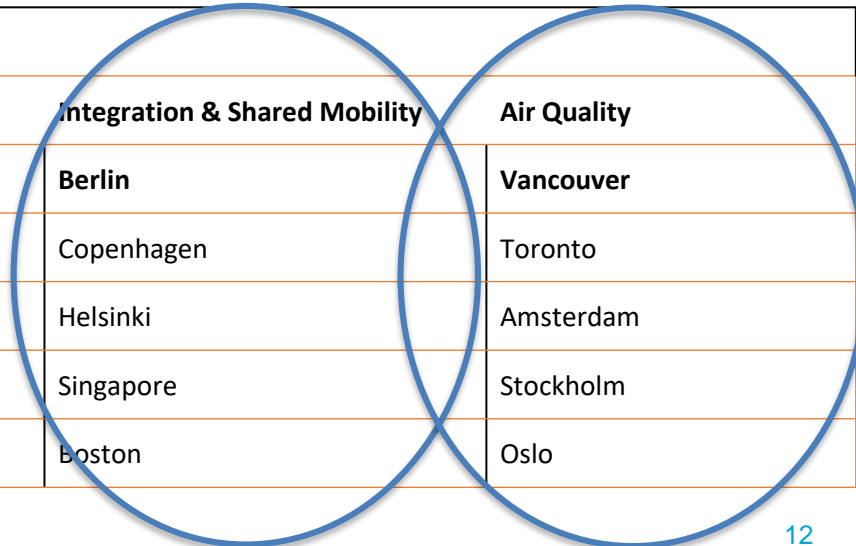 Integration & Shared Mobility Air Quality
Berlin Vancouver
Copenhagen Toronto
Helsinki Amsterdam
Singapore Stockholm
Boston Oslo
12